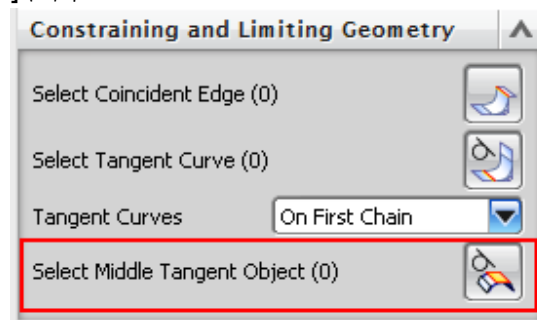 Constraining and Limiting Geometry
Select Coincident Edge (0)
Select Tangent Curve (0)
Tangent Curves On First Chain
Select Middle Tangent Object (0)